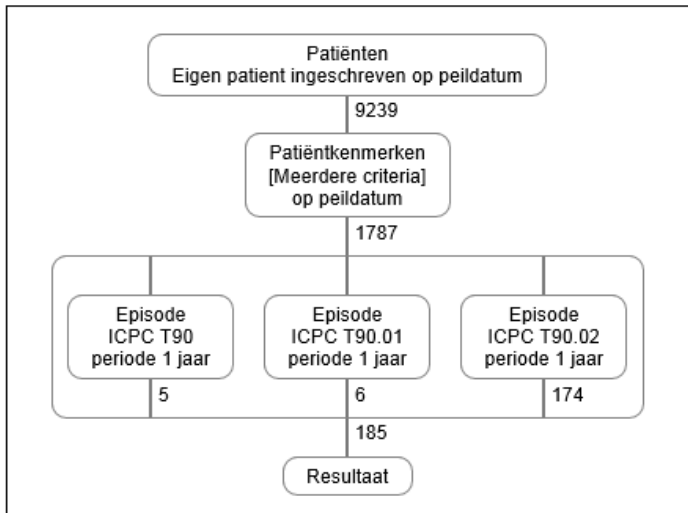 Patiënten
Eigen patient ingeschreven op peildatum
9239
Patiëntkenmerken
[Meerdere criteria]
op peildatum
1787
Episode
ICPC T90
periode 1 jaar
5
Episode
ICPC T90.01
periode 1 jaar
6
Episode
ICPC T90.02
periode 1 jaar
174
185
Resultaat